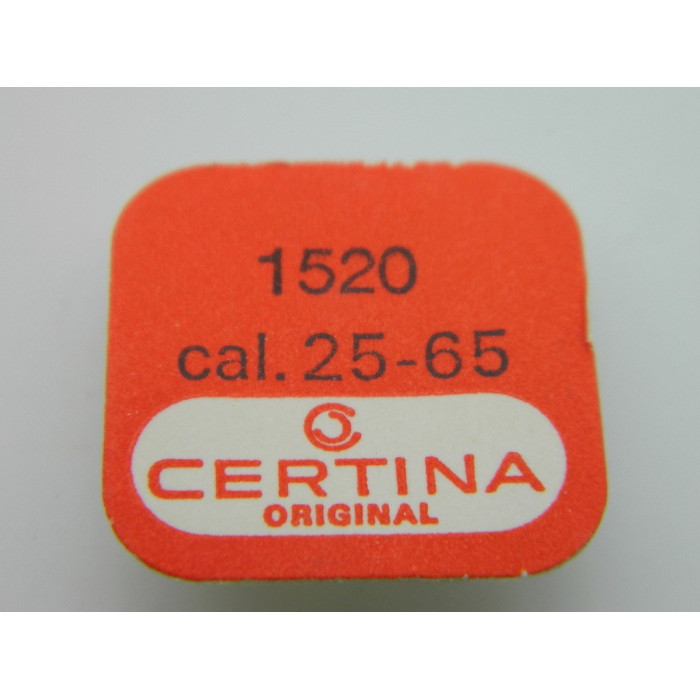 1520
cal. 25-65
CERTINA
ORIGINAL